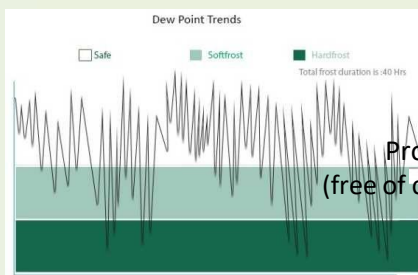 Dew Point Trends
Safe
Softfrost
Hardfrost
Total frost duration is :40 Hrs
(free of